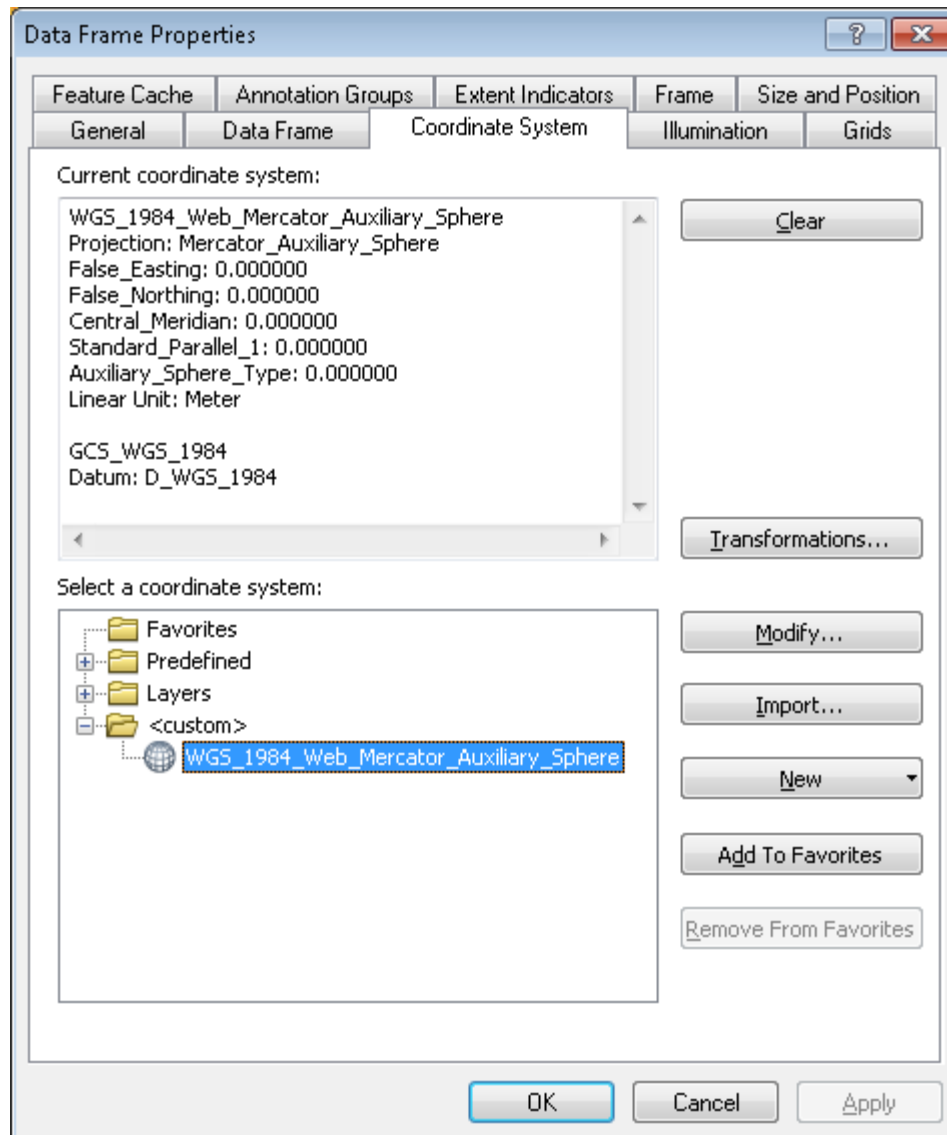 Data Frame Properties
Feature Cache
Annotation Groups
Extent Indicators
Frame
Size and Position
General
Data Frame
Coordinate System
Illumination
Grids
Current coordinate system:
WGS_1984_Web_Mercator_Auxiliary_Sphere
Projection: Mercator_Auxiliary_Sphere
False_Easting: 0.000000
False_Northing: 0.000000
Central_Meridian: 0.000000
Standard_Parallel_1: 0.000000
Auxiliary_Sphere_Type: 0.000000
Linear Unit: Meter
GCS_WGS_1984
Datum: D_WGS_1984
Clear
Transformations...
Select a coordinate system:
Favorites
Predefined
Layers
<custom>
WGS_1984_Web_Mercator_Auxiliary_Sphere
Modify...
Import...
New
Add To Favorites
Remove From Favorites
OK
Cancel
Apply